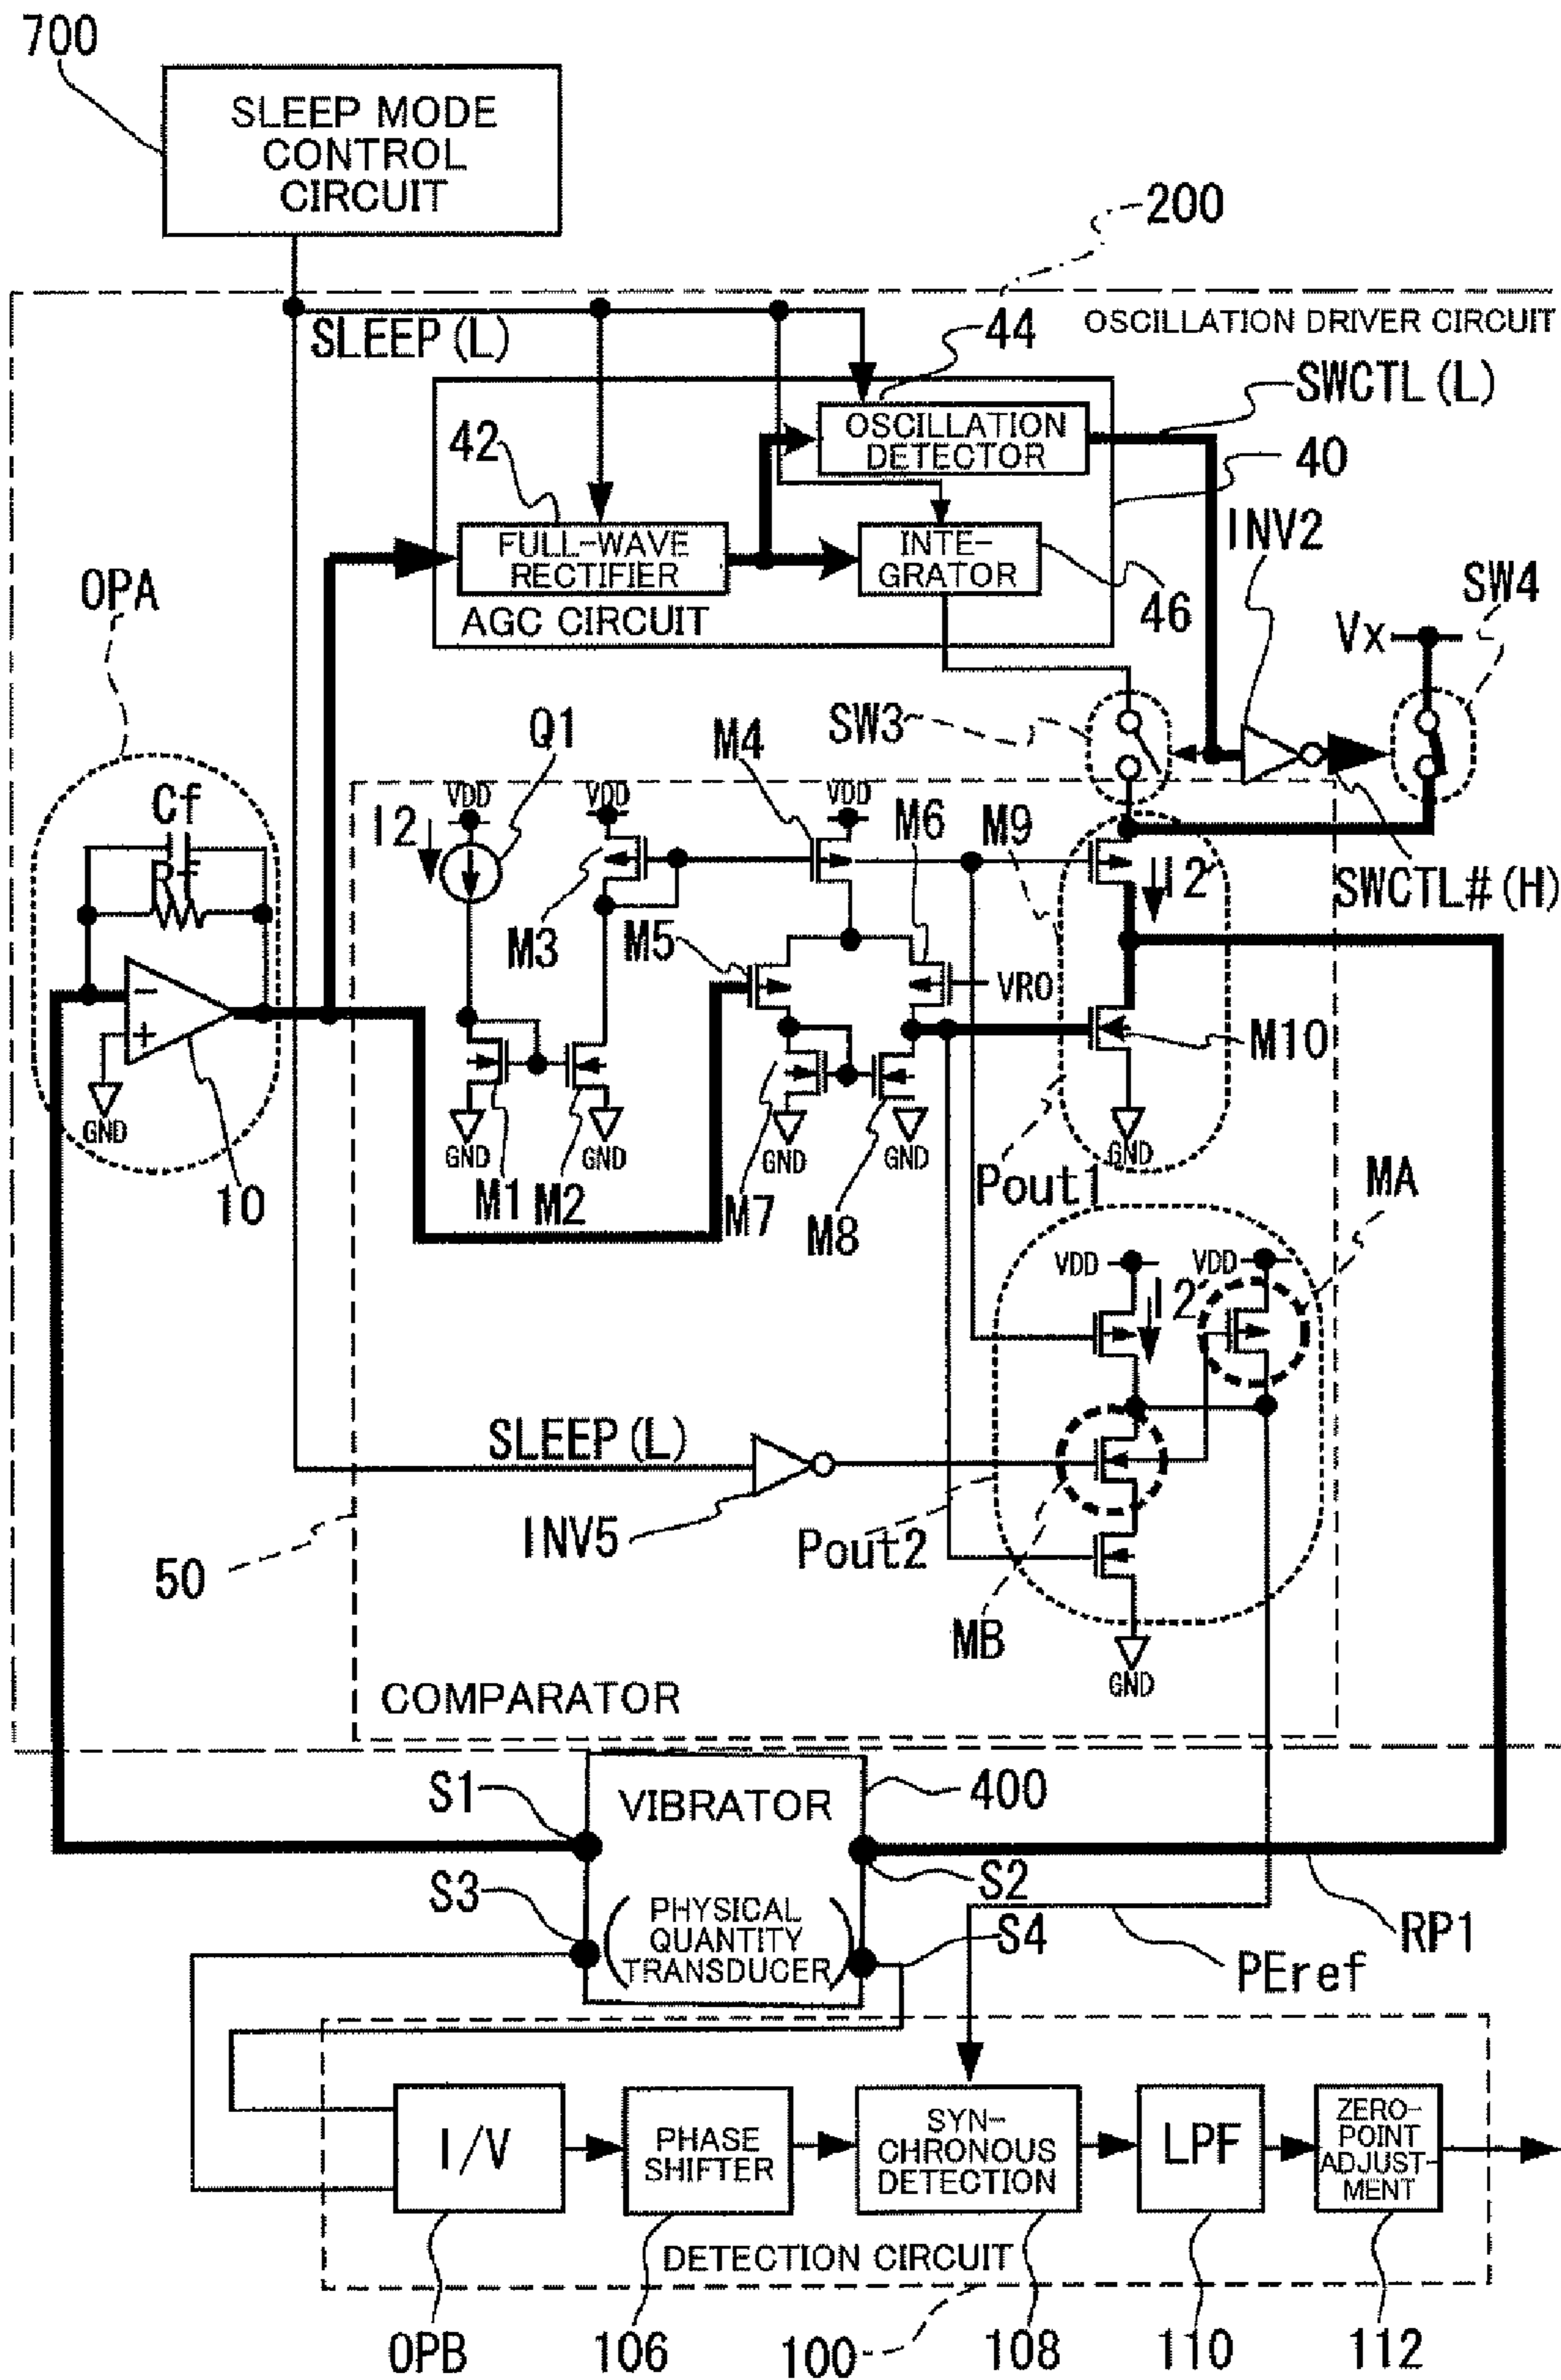 700
SLEEP MODE
CONTROL
CIRCUIT
200
SLEEP(L)
44
OSCILLATION DRIVER CIRCUIT
SWCTL(L)
OSCILLATION
DETECTOR
42
40
INV2
FULL-WAVE
RECTIFIER
INTE-
GRATOR
SW4
OPA
AGC CIRCUIT
46
Vx
SW3
Q1
M4
Cf
I2
VDD
VDD
VDD
M6
M9
Rf
I2'
SWCTL#(H)
M3
M5
VR0
M10
GND
GND
GND
GND
GND
GND
10
M1
M2
M7
M8
Pout1
MA
VDD
VDD
I2'
SLEEP(L)
INV5
Pout2
50
MB
GND
COMPARATOR
S1
VIBRATOR
400
S3
S2
PHYSICAL
QUANTITY
TRANSDUCER
S4
RP1
PEref
I/V
PHASE
SHIFTER
SYN-
CHRONOUS
DETECTION
LPF
ZERO-
POINT
ADJUST-
MENT
DETECTION CIRCUIT
OPB
106
100
108
110
112